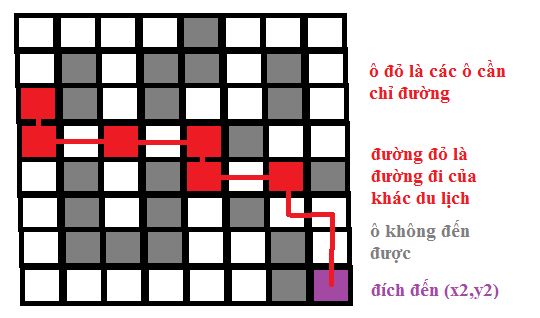 ô đỏ là các ô cần
chỉ đường
đường đỏ là
đường đi của
khác du lịch
ô không đến
được
đích đến (x2,y2)